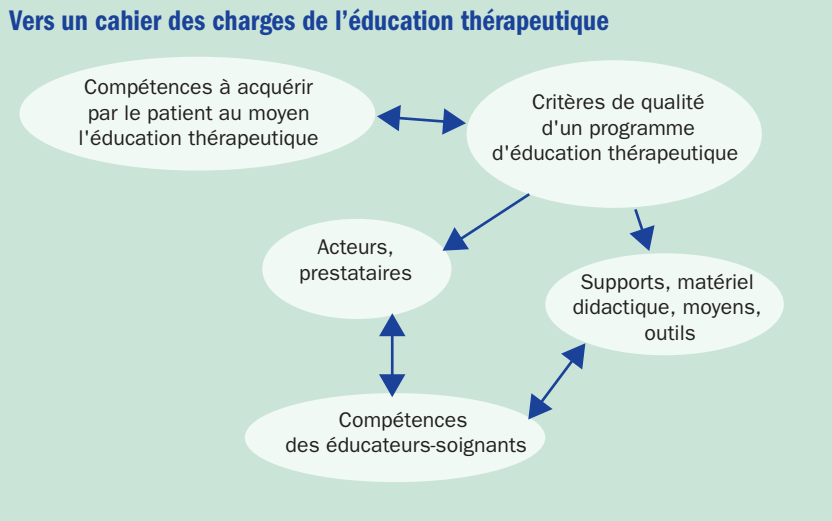 Vers un cahier des charges de l’éducation thérapeutique
Compétences à acquérir
par le patient au moyen
l'éducation thérapeutique
Critères de qualité
d'un programme
d'éducation thérapeutique
Acteurs,
prestataires
Supports, matériel
didactique, moyens,
outils
Compétences
des éducateurs-soignants